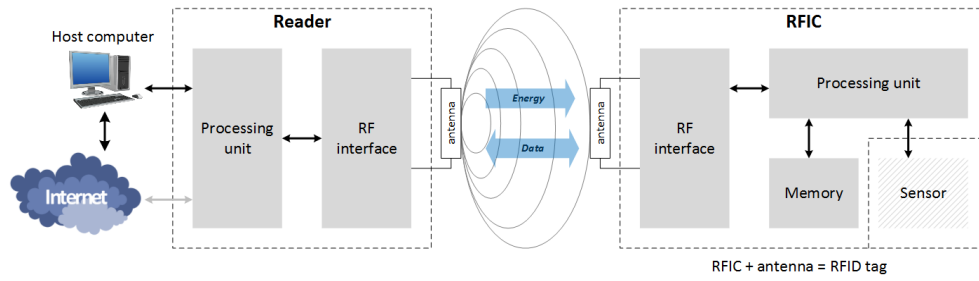 Reader
RFIC
Host computer
Internet
Processing
unit
RF
interface
antenna
Energy
Data
antenna
RF
interface
Processing unit
Memory
Sensor
RFIC + antenna = RFID tag